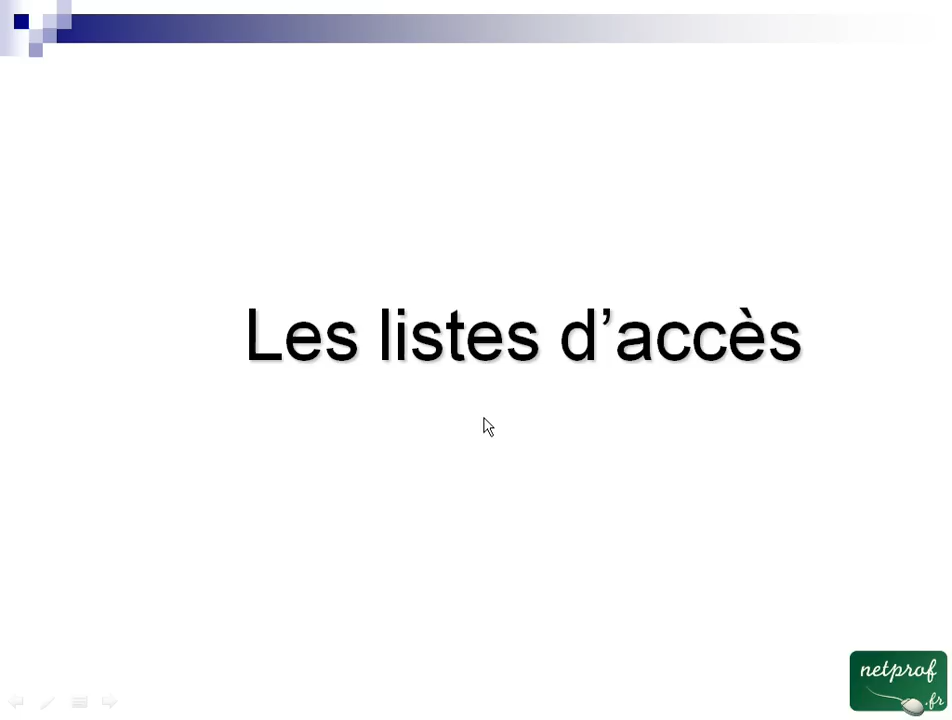 Les listes d’accès
netprof
.fr